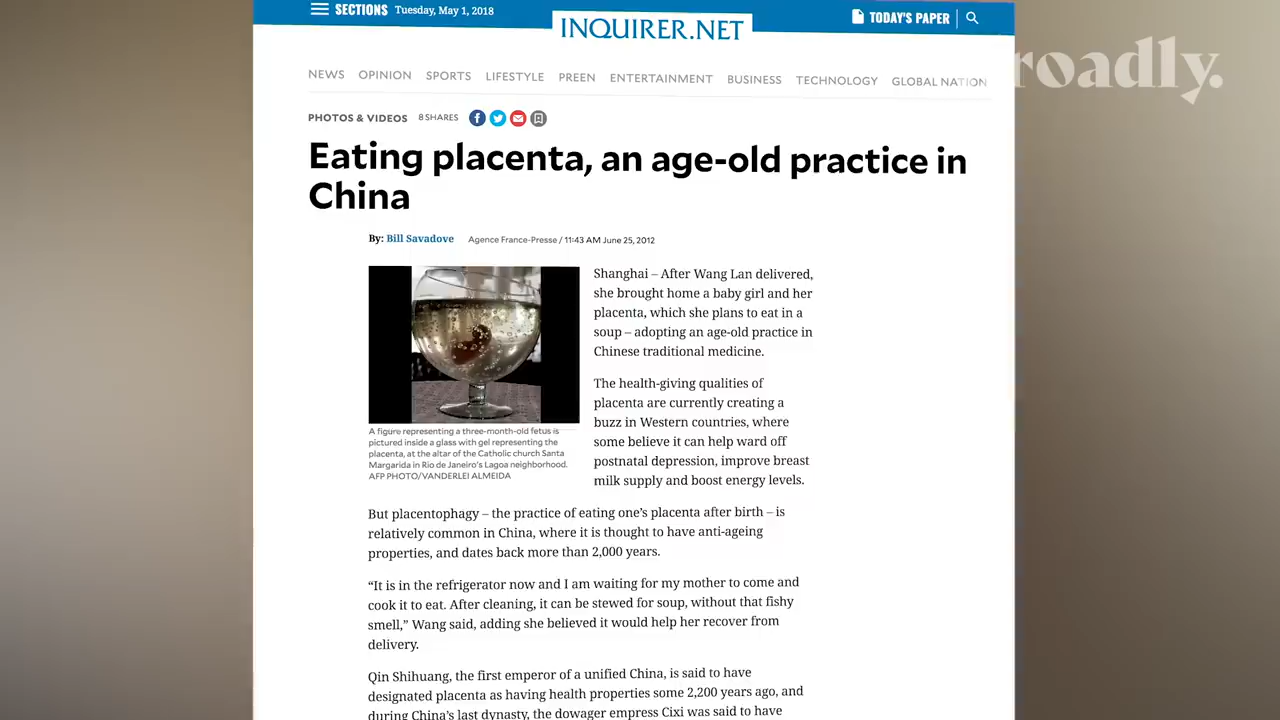 SECTIONS Tuesday, May 1, 2018
INQUIRER.NET
TODAY'S PAPER
roadly.
NEWS OPINION SPORTS LIFESTYLE PREEN ENTERTAINMENT BUSINESS TECHNOLOGY GLOBAL NATION
PHOTOS & VIDEOS 8 SHARES
Eating placenta, an age-old practice in
China
By: Bill Savadove Agence France-Presse / 11:43 AM June 25, 2012
A figure representing a three-month-old fetus is
pictured inside a glass with gel representing the
placenta, at the altar of the Catholic church Santa
Margarida in Rio de Janeiro's Lagoa neighborhood.
AFP PHOTO/VANDERLEI ALMEIDA
Shanghai – After Wang Lan delivered,
she brought home a baby girl and her
placenta, which she plans to eat in a
soup – adopting an age-old practice in
Chinese traditional medicine.
The health-giving qualities of
placenta are currently creating a
buzz in Western countries, where
some believe it can help ward off
postnatal depression, improve breast
milk supply and boost energy levels.
But placentophagy – the practice of eating one's placenta after birth – is
relatively common in China, where it is thought to have anti-ageing
properties, and dates back more than 2,000 years.
“It is in the refrigerator now and I am waiting for my mother to come and
cook it to eat. After cleaning, it can be stewed for soup, without that fishy
smell,” Wang said, adding she believed it would help her recover from
delivery.
Qin Shihuang, the first emperor of a unified China, is said to have
designated placenta as having health properties some 2,200 years ago, and
during China's last dynasty, the dowager empress Cixi was said to have